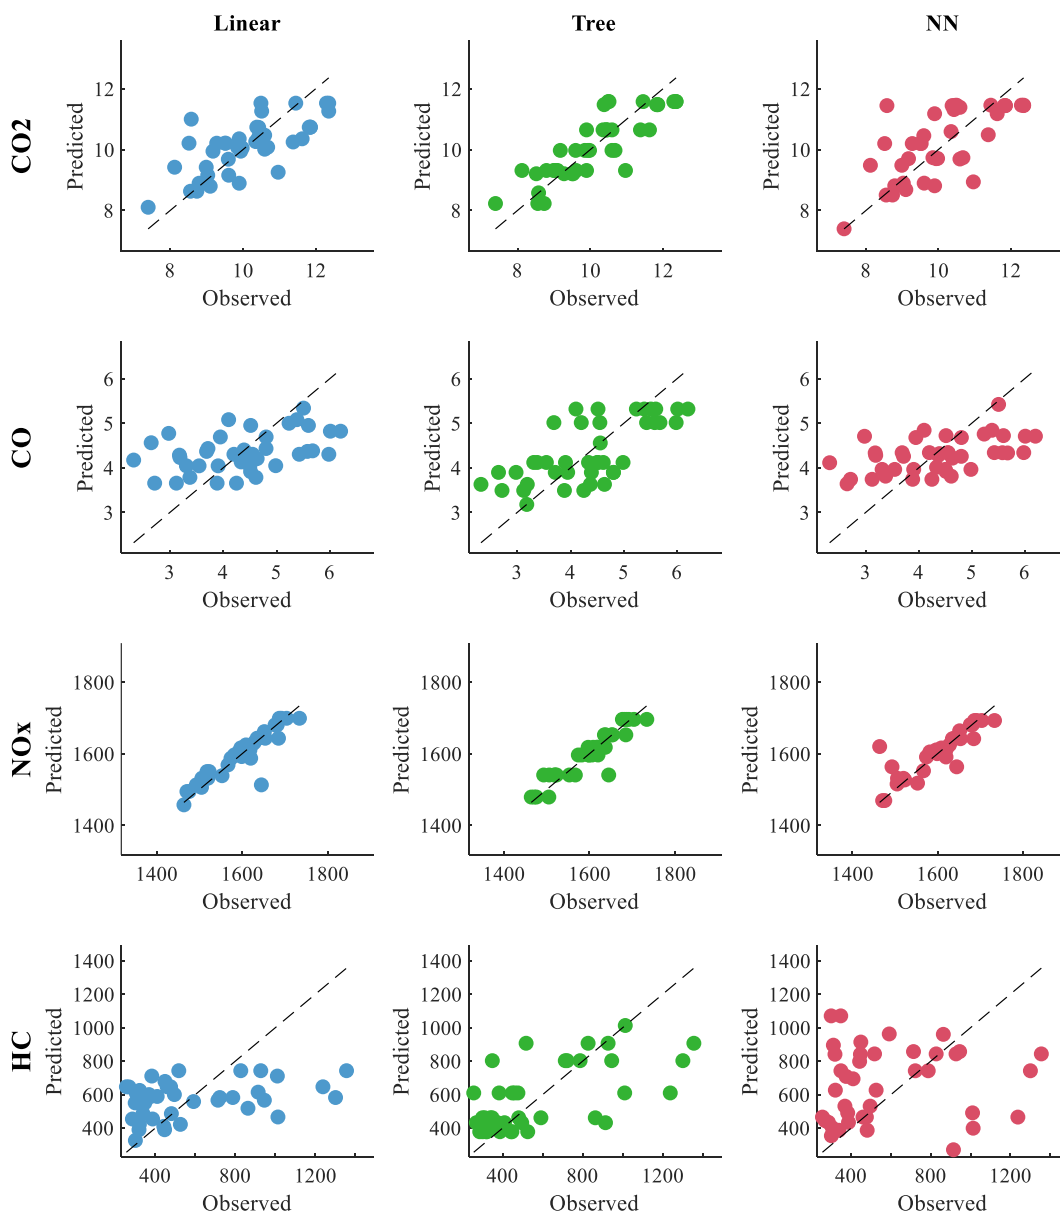 Linear Tree NN
CO2
Predicted
12
10
8
8 10 12
Observed
Predicted
12
10
8
8 10 12
Observed
Predicted
12
10
8
8 10 12
Observed
CO
Predicted
6
5
4
3
3 4 5 6
Observed
Predicted
6
5
4
3
3 4 5 6
Observed
Predicted
6
5
4
3
3 4 5 6
Observed
NOx
Predicted
1800
1600
1400
1400 1600 1800
Observed
Predicted
1800
1600
1400
1400 1600 1800
Observed
Predicted
1800
1600
1400
1400 1600 1800
Observed
HC
Predicted
1400
1200
1000
800
600
400
400 800 1200
Observed
Predicted
1400
1200
1000
800
600
400
400 800 1200
Observed
Predicted
1400
1200
1000
800
600
400
400 800 1200
Observed